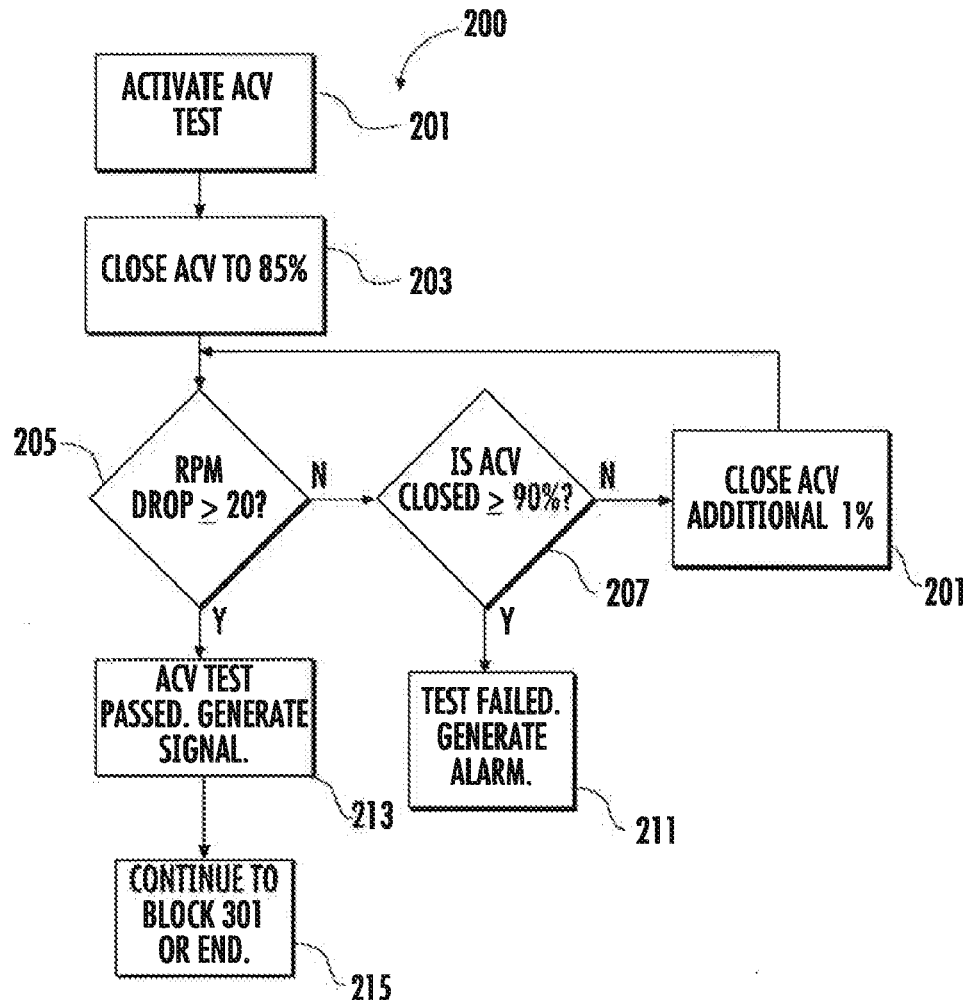 200
ACTIVATE ACV
TEST
201
CLOSE ACV TO 85%
203
205
RPM
DROP ≥ 20?
N
Y
IS ACV
CLOSED ≥ 90%?
N
Y
207
CLOSE ACV
ADDITIONAL 1%
201
ACV TEST
PASSED. GENERATE
SIGNAL.
213
TEST FAILED.
GENERATE
ALARM.
211
CONTINUE TO
BLOCK 301
OR END.
215